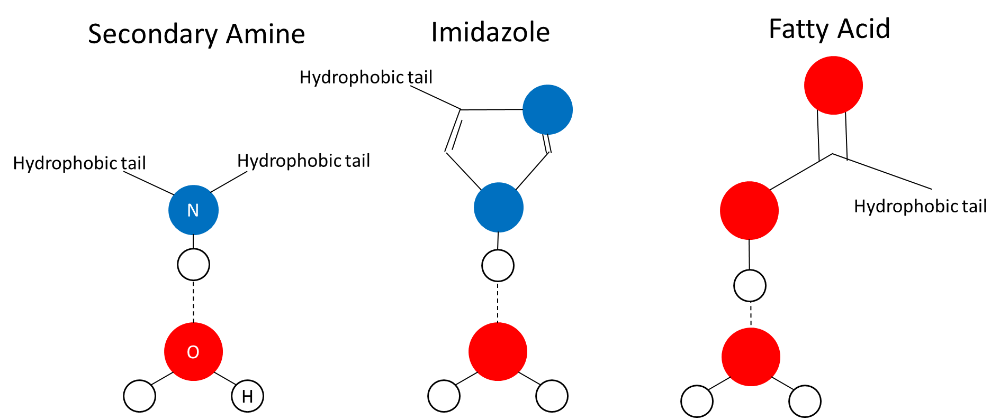 Secondary Amine
Imidazole
Fatty Acid
Hydrophobic tail
Hydrophobic tail
Hydrophobic tail
Hydrophobic tail
N
O
H